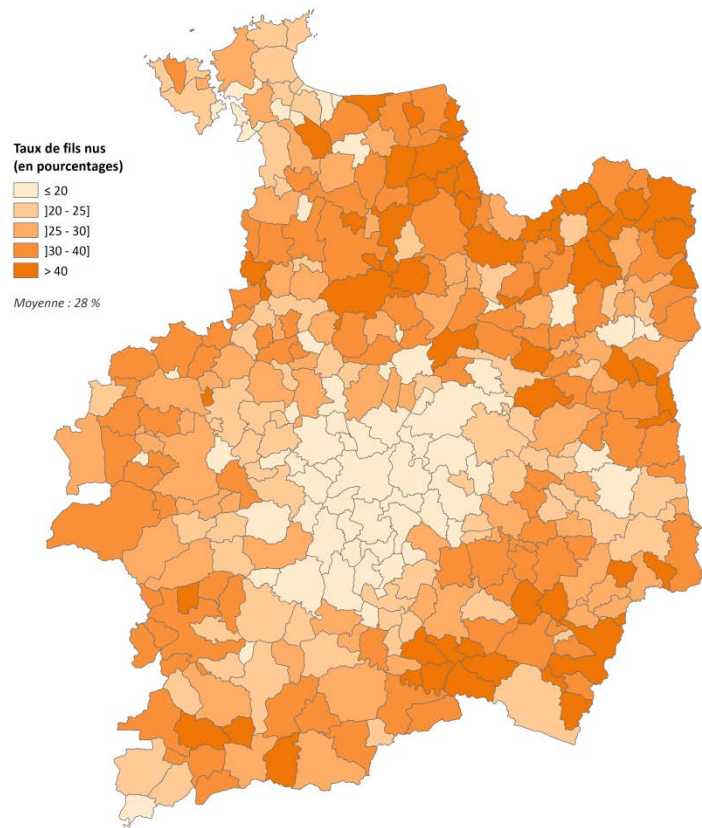 Taux de fils nus
(en pourcentages)
≤ 20
]20 - 25]
]25 - 30]
]30 - 40]
> 40
Moyenne : 28 %